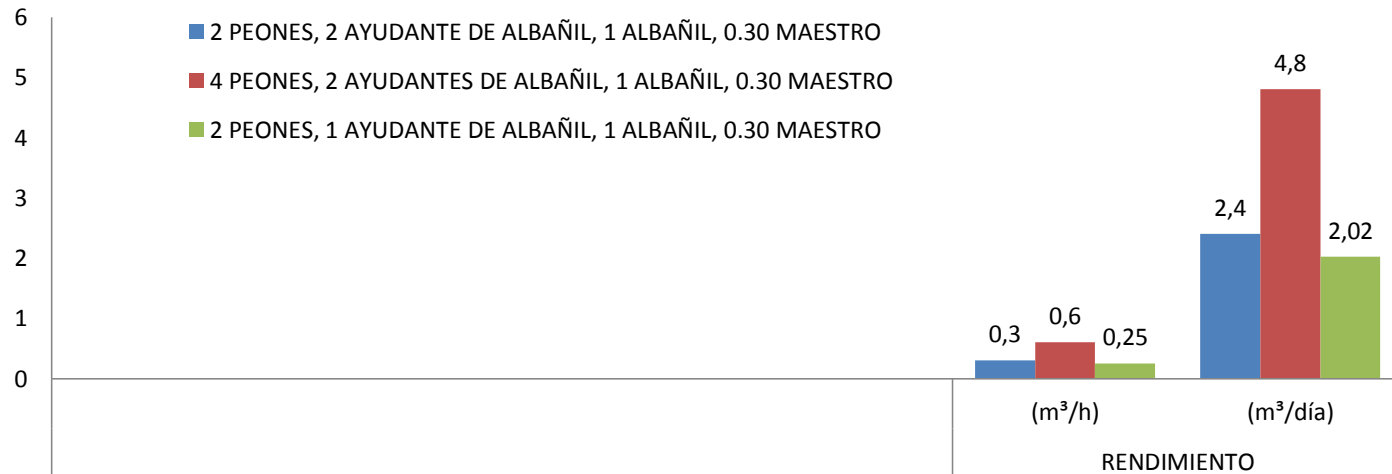 6
5
4
3
2
1
0
2 PEONES, 2 AYUDANTE DE ALBAÑIL, 1 ALBAÑIL, 0.30 MAESTRO
4 PEONES, 2 AYUDANTES DE ALBAÑIL, 1 ALBAÑIL, 0.30 MAESTRO
2 PEONES, 1 AYUDANTE DE ALBAÑIL, 1 ALBAÑIL, 0.30 MAESTRO
0,3
0,6
0,25
2,4
4,8
2,02
(m³/h)
(m³/día)
RENDIMIENTO